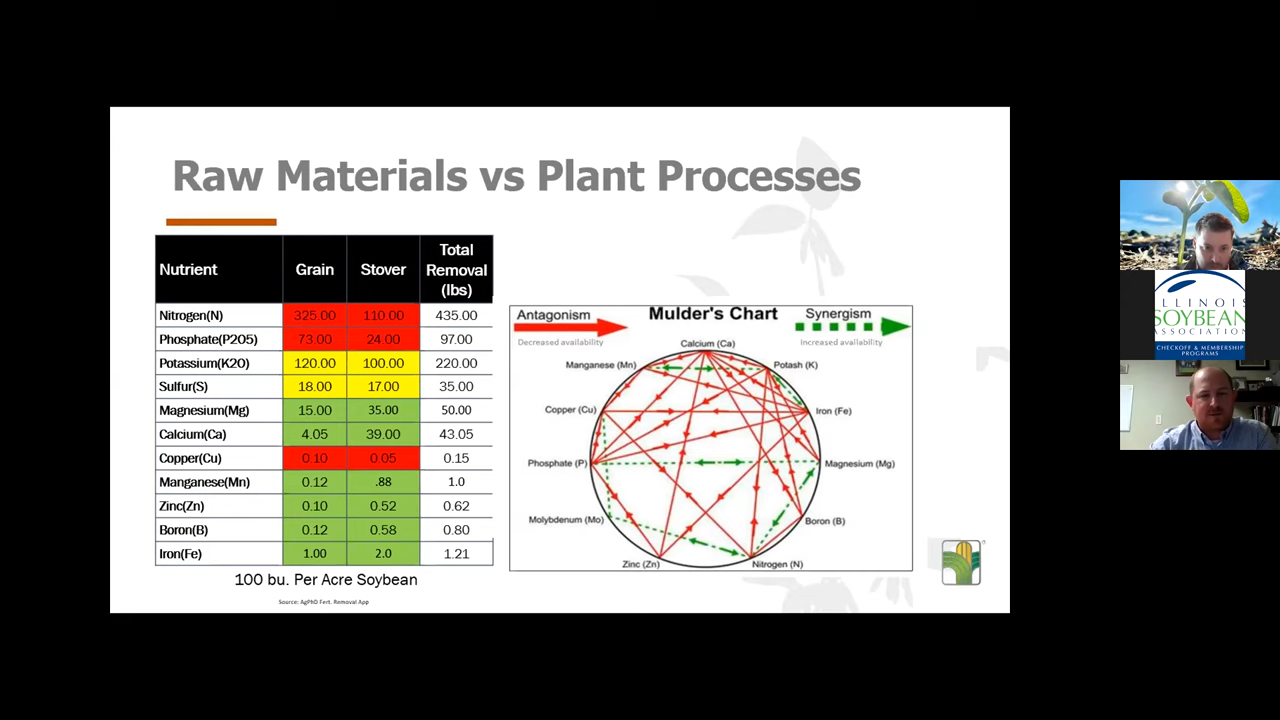 Raw Materials vs Plant Processes
Nutrient Grain Stover Total Removal (lbs)
Nitrogen(N) 325.00 110.00 435.00
Phosphate(P2O5) 73.00 24.00 97.00
Potassium(K2O) 120.00 100.00 220.00
Sulfur(S) 18.00 17.00 35.00
Magnesium(Mg) 15.00 35.00 50.00
Calcium(Ca) 4.05 39.00 43.05
Copper(Cu) 0.10 0.05 0.15
Manganese(Mn) 0.12 .88 1.0
Zinc(Zn) 0.10 0.52 0.62
Boron(B) 0.12 0.58 0.80
Iron(Fe) 1.00 2.0 1.21
100 bu. Per Acre Soybean
Source: AgPhD Fert. Removal App
Antagonism
Decreased availability
Mulder's Chart
Synergism
Increased availability
Calcium (Ca)
Manganese (Mn)
Potash (K)
Copper (Cu)
Iron (Fe)
Phosphate (P)
Magnesium (Mg)
Molybdenum (Mo)
Boron (B)
Zinc (Zn)
Nitrogen (N)
ILLINOIS
SOYBEAN
ASSOCIATION
CHECKOFF & MEMBERSHIP
PROGRAMS